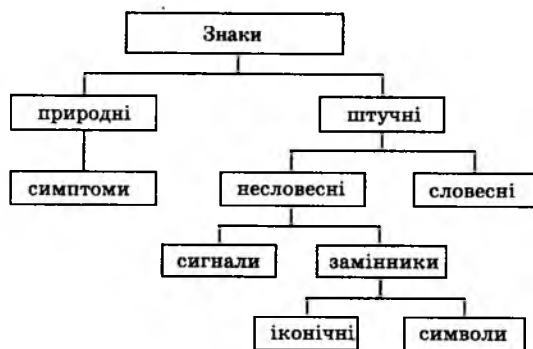 Знаки
природні
штучні
симптоми
несловесні
словесні
сигнали
замінники
іконічні
символи